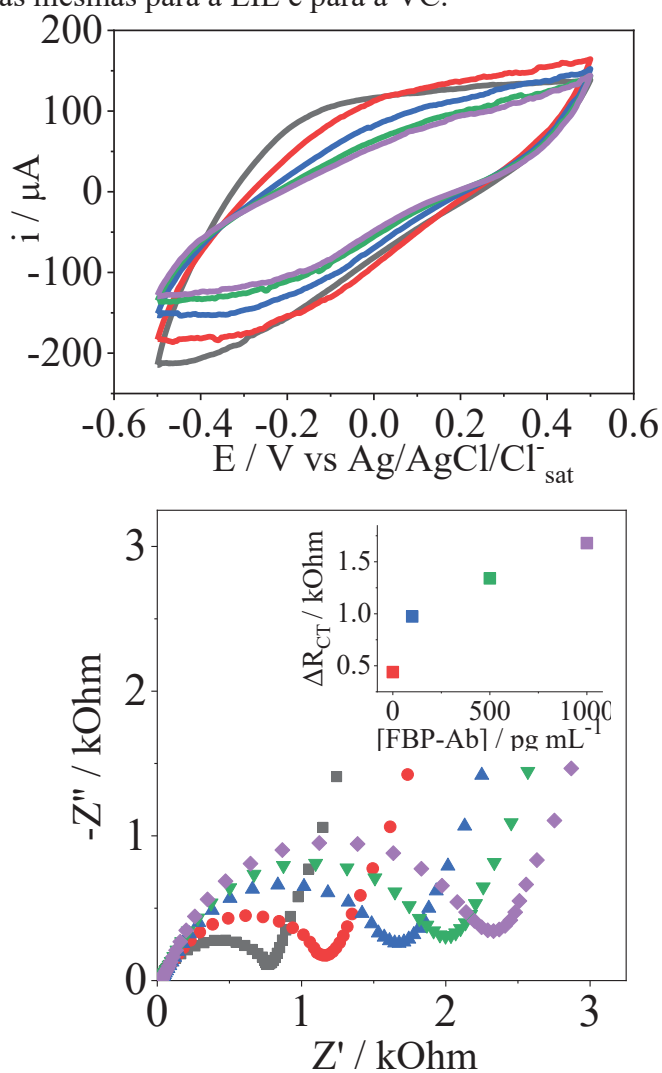 as mesmas para a EIE e para a VC.
200
100
0
-100
-200
i / μA
-0.6 -0.4 -0.2 0.0 0.2 0.4 0.6
E / V vs Ag/AgCl/Cl⁻sat
3
2
1
0
-Z'' / kOhm
1.5
1.0
0.5
ΔR_CT / kOhm
0 500 1000
[FBP-Ab] / pg mL⁻¹
0 1 2 3
Z' / kOhm